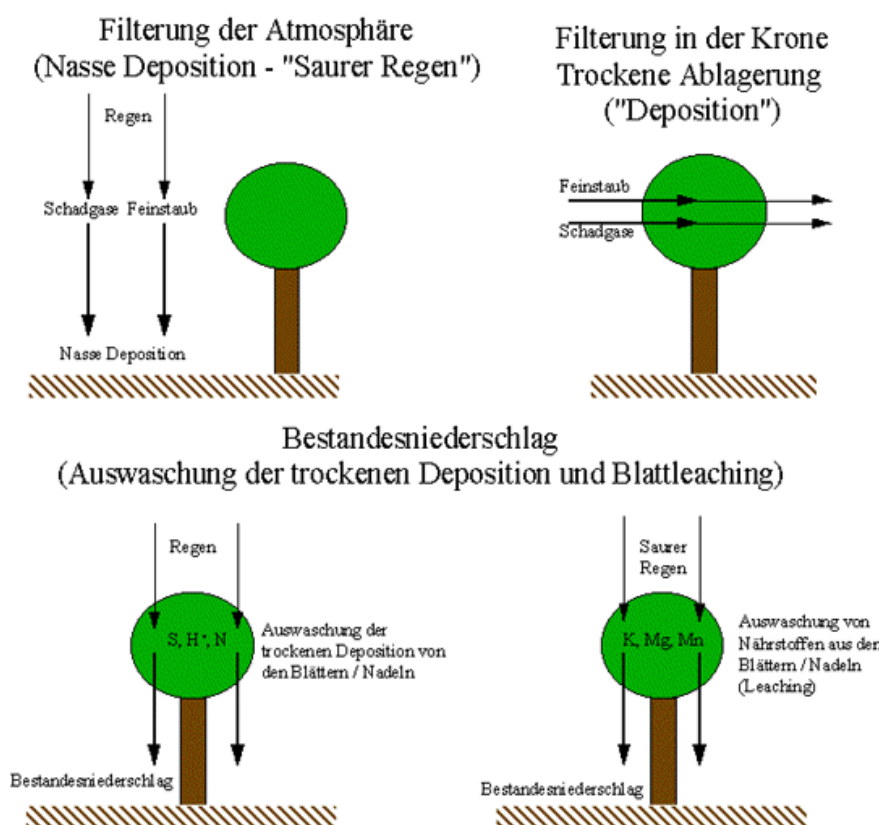 Filterung der Atmosphäre
(Nasse Deposition - "Saurer Regen")
Regen
Schadgase Feinstaub
Nasse Deposition
Filterung in der Krone
Trockene Ablagerung
("Deposition")
Feinstaub
Schadgase
Bestandesniederschlag
(Auswaschung der trockenen Deposition und Blattleaching)
Regen
S, H⁺, N
Auswaschung der
trockenen Deposition von
den Blättern / Nadeln
Bestandesniederschlag
Saurer
Regen
K, Mg, Mn
Auswaschung von
Nährstoffen aus den
Blättern / Nadeln
(Leaching)
Bestandesniederschlag